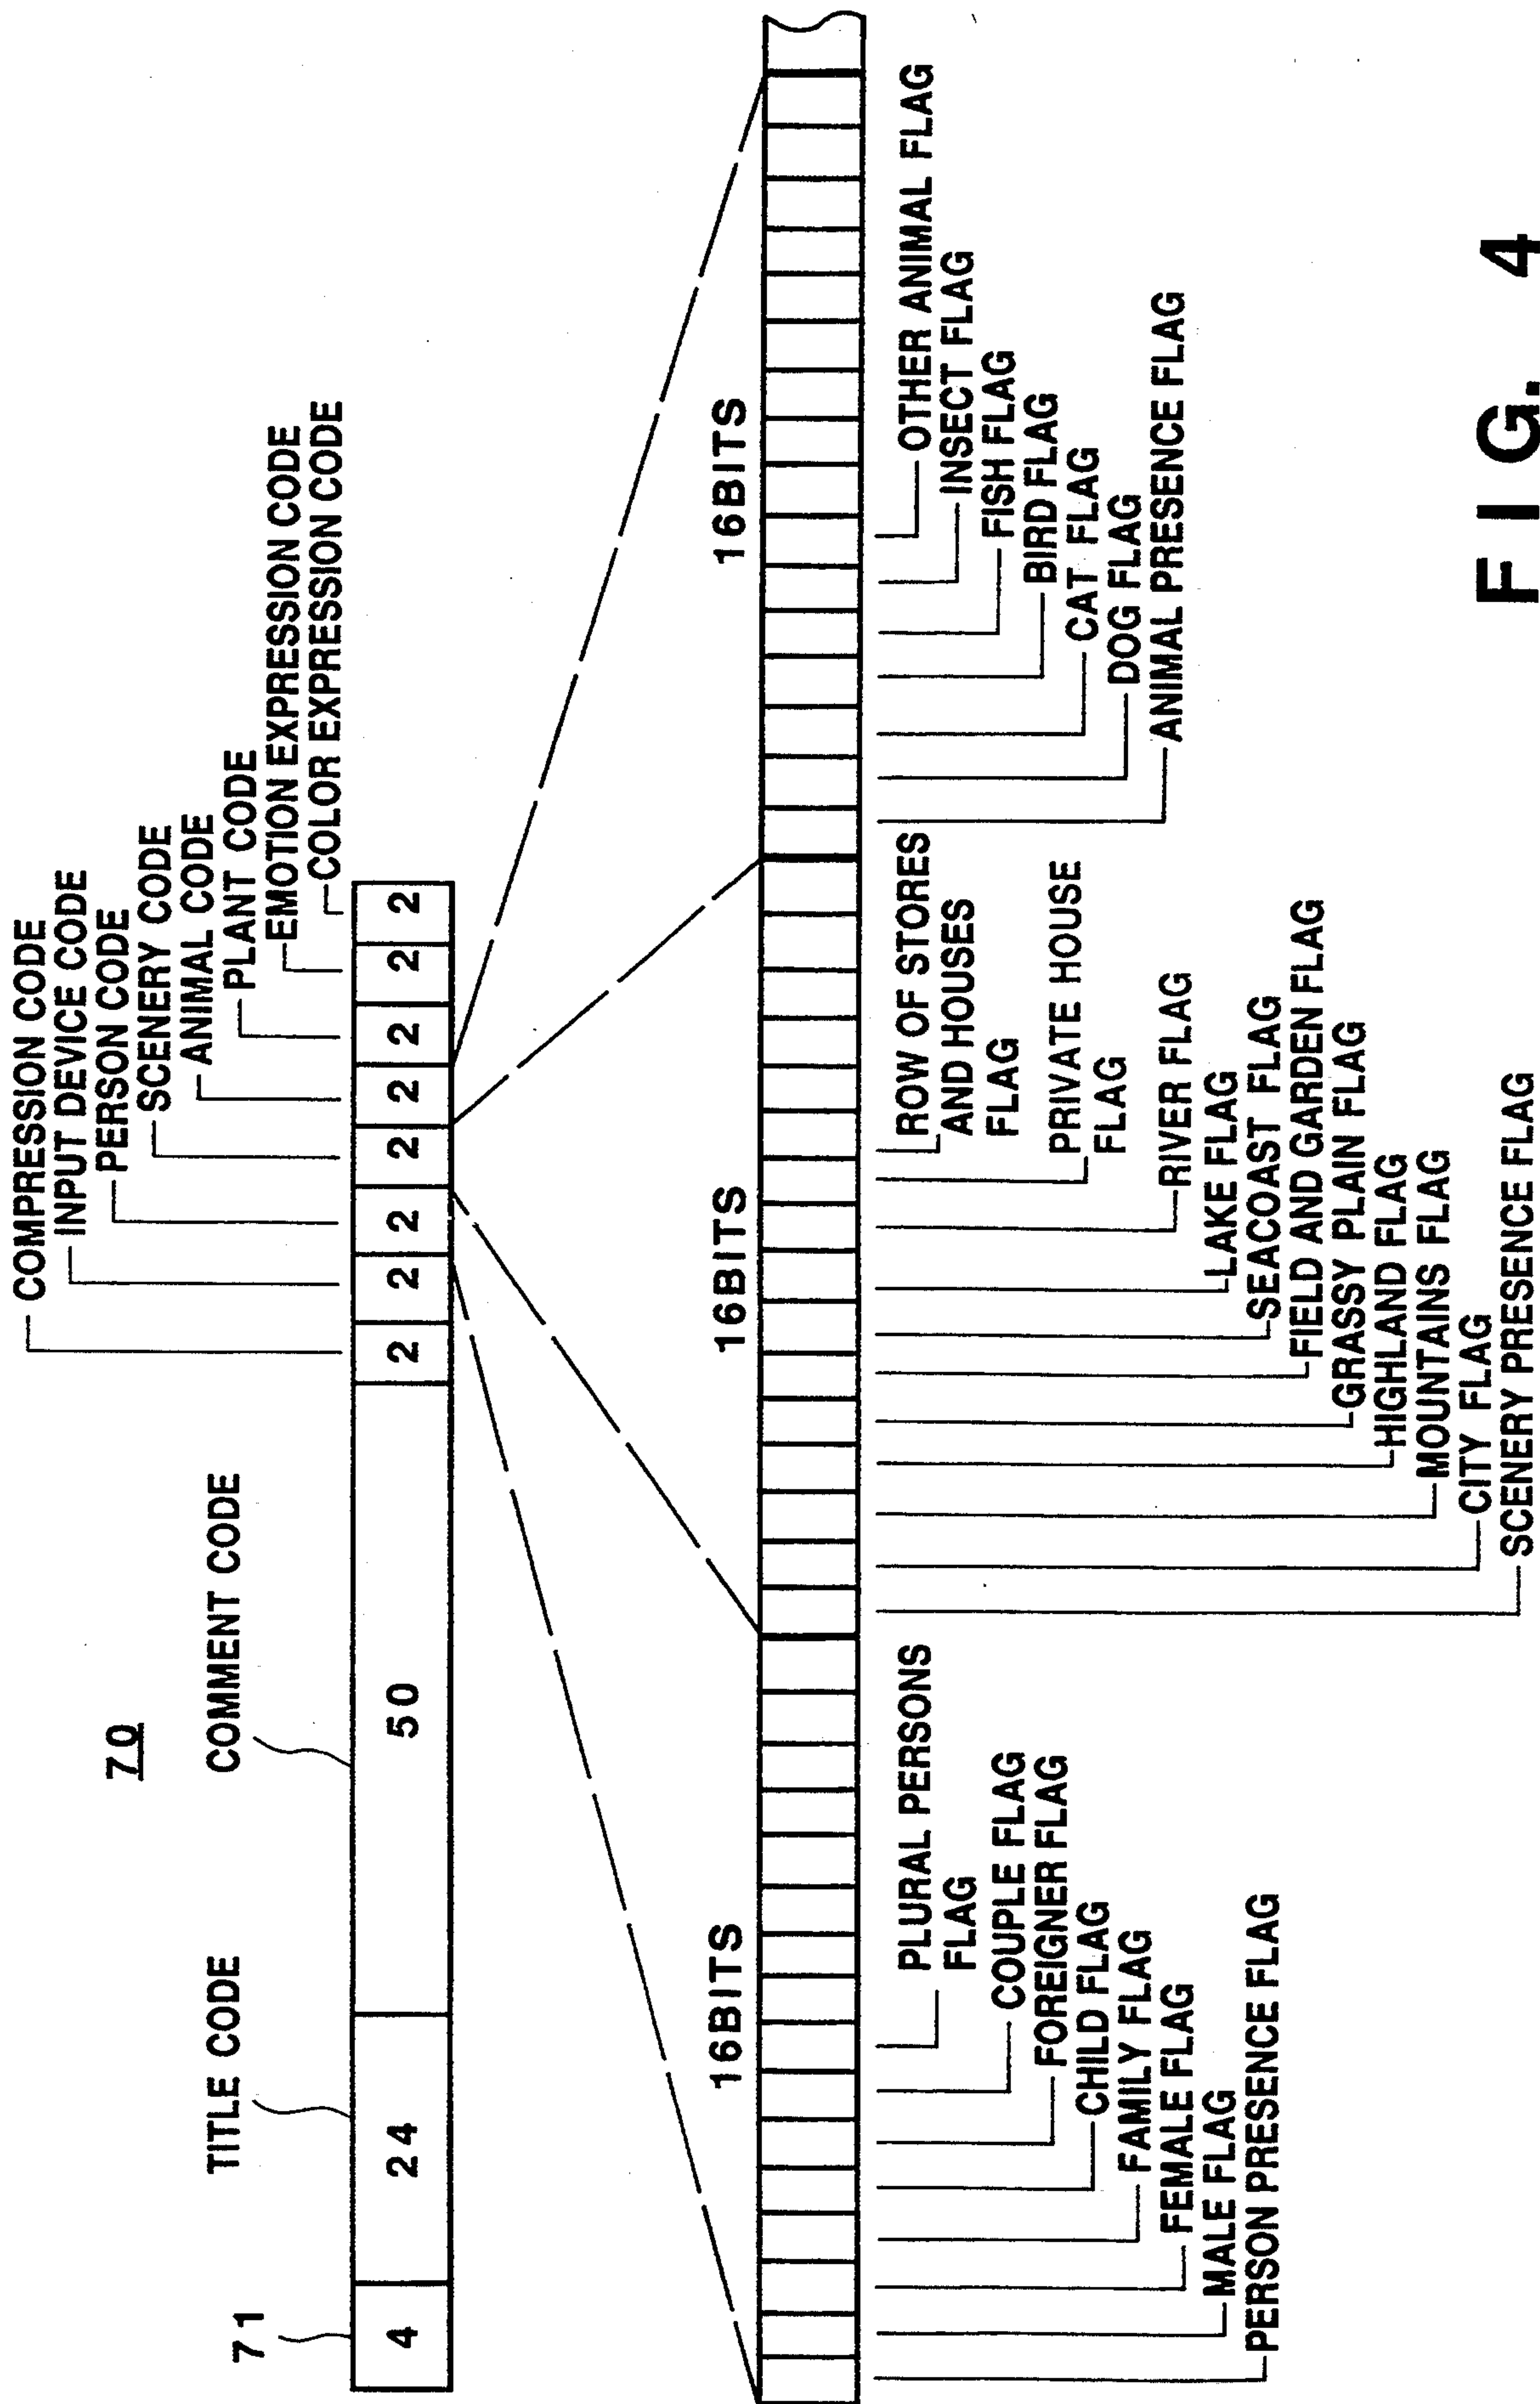 70
71
TITLE CODE
COMMENT CODE
COMPRESSION CODE
INPUT DEVICE CODE
PERSON CODE
SCENERY CODE
ANIMAL CODE
PLANT CODE
EMOTION EXPRESSION CODE
COLOR EXPRESSION CODE
4 24 50 2 2 2 2 2 2 2 2
16BITS 16BITS 16BITS
PLURAL PERSONS
FLAG
COUPLE FLAG
FOREIGNER FLAG
CHILD FLAG
FAMILY FLAG
FEMALE FLAG
MALE FLAG
PERSON PRESENCE FLAG
ROW OF STORES
AND HOUSES
FLAG
PRIVATE HOUSE
FLAG
RIVER FLAG
LAKE FLAG
SEACOAST FLAG
FIELD AND GARDEN FLAG
GRASSY PLAIN FLAG
HIGHLAND FLAG
MOUNTAINS FLAG
CITY FLAG
SCENERY PRESENCE FLAG
OTHER ANIMAL FLAG
INSECT FLAG
FISH FLAG
BIRD FLAG
CAT FLAG
DOG FLAG
ANIMAL PRESENCE FLAG
FIG. 4